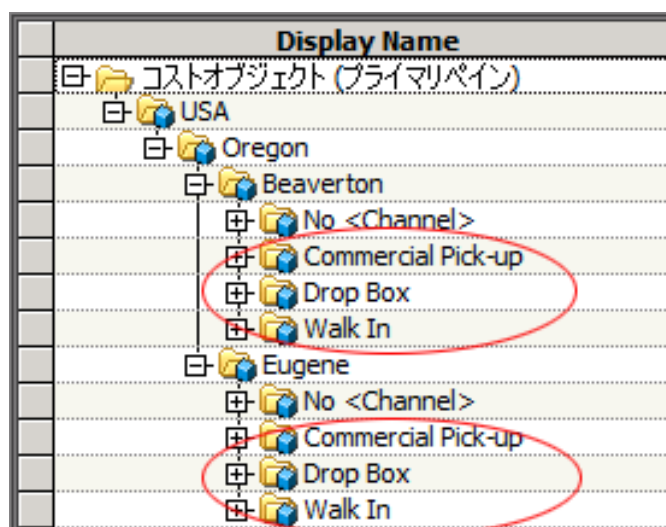 Display Name
コストオブジェクト (プライマリペイン)
USA
Oregon
Beaverton
No <Channel>
Commercial Pick-up
Drop Box
Walk In
Eugene
No <Channel>
Commercial Pick-up
Drop Box
Walk In